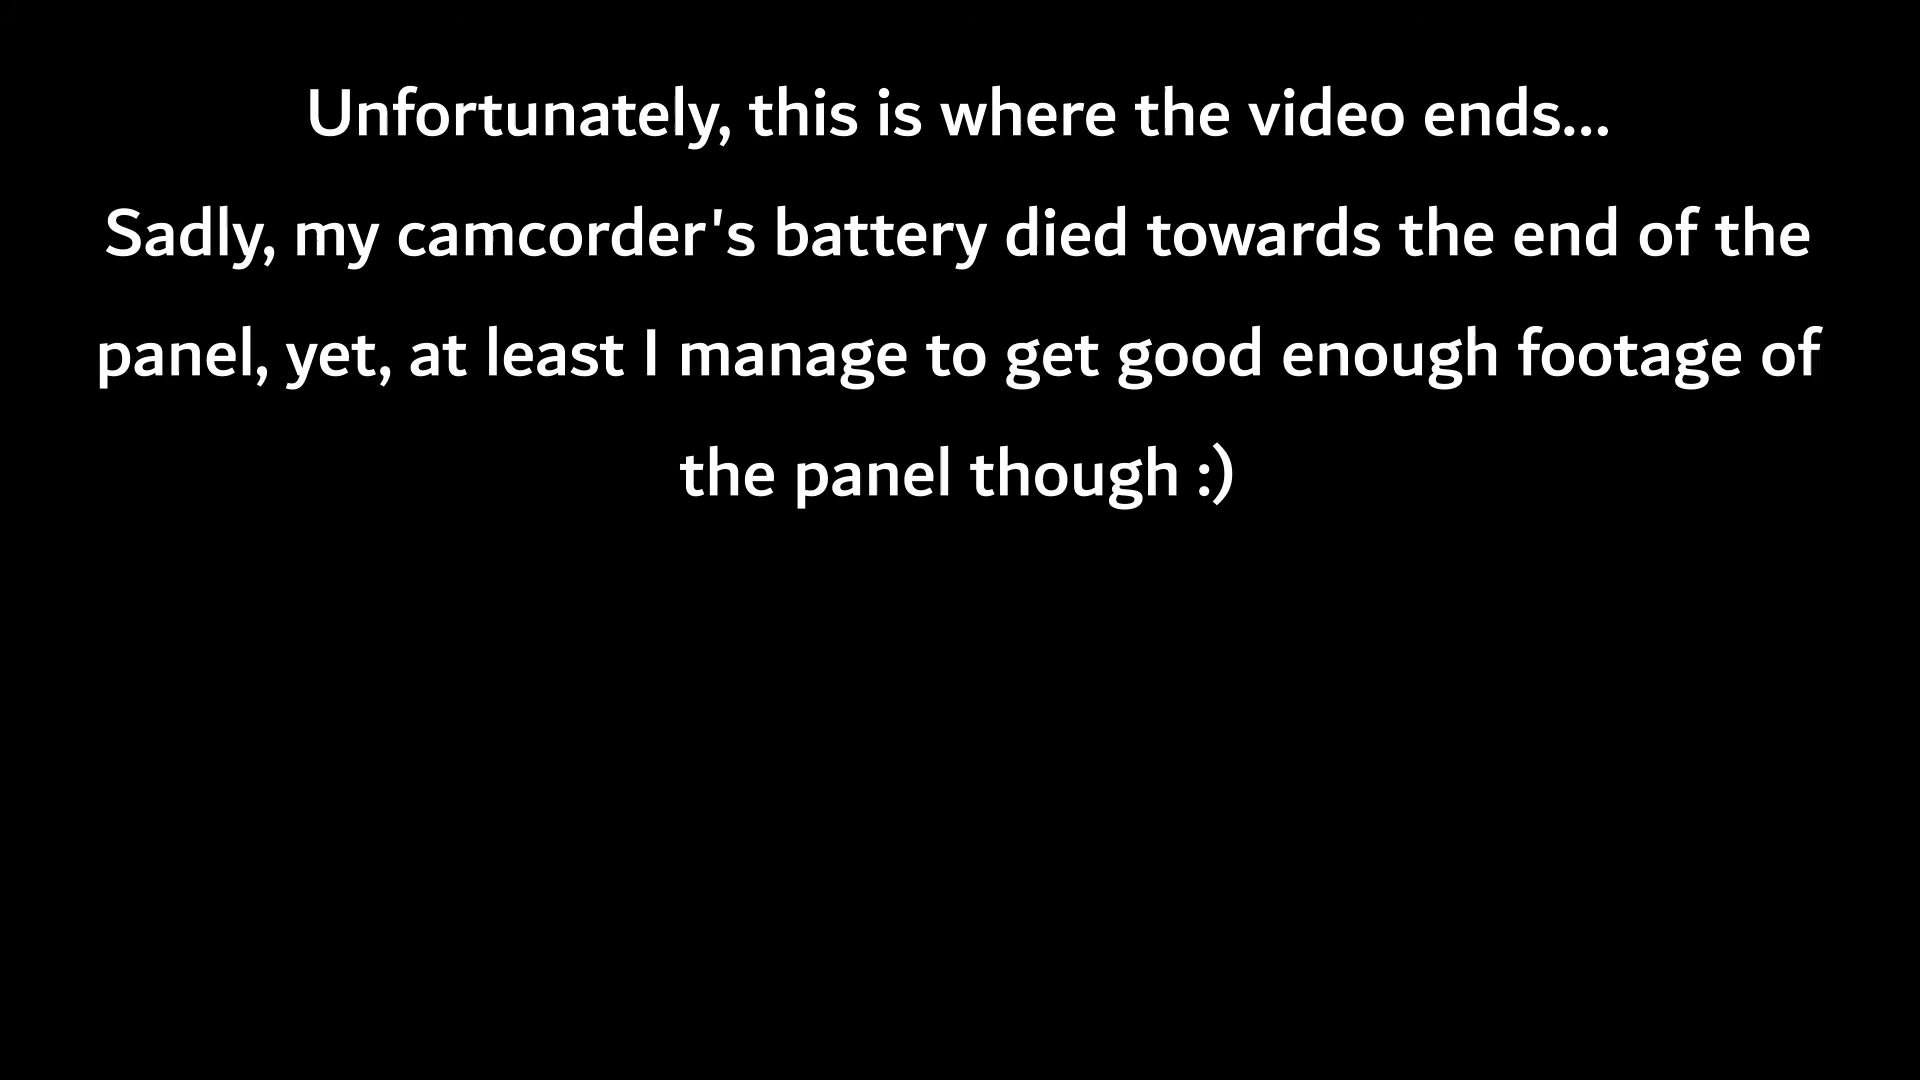 Unfortunately, this is where the video ends...
Sadly, my camcorder's battery died towards the end of the
panel, yet, at least I manage to get good enough footage of
the panel though :)